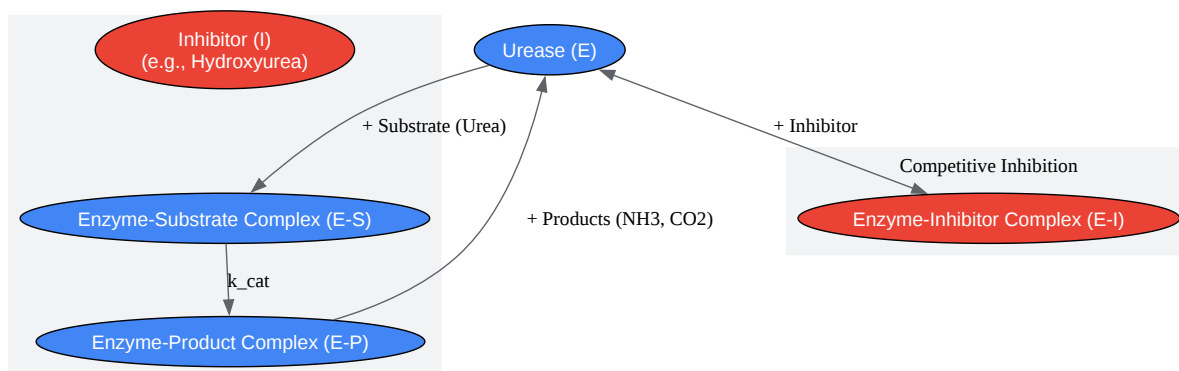 Inhibitor (I)
(e.g., Hydroxyurea)
Urease (E)
+ Substrate (Urea)
+ Inhibitor
Competitive Inhibition
Enzyme-Substrate Complex (E-S)
+ Products (NH3, CO2)
Enzyme-Inhibitor Complex (E-I)
k_cat
Enzyme-Product Complex (E-P)